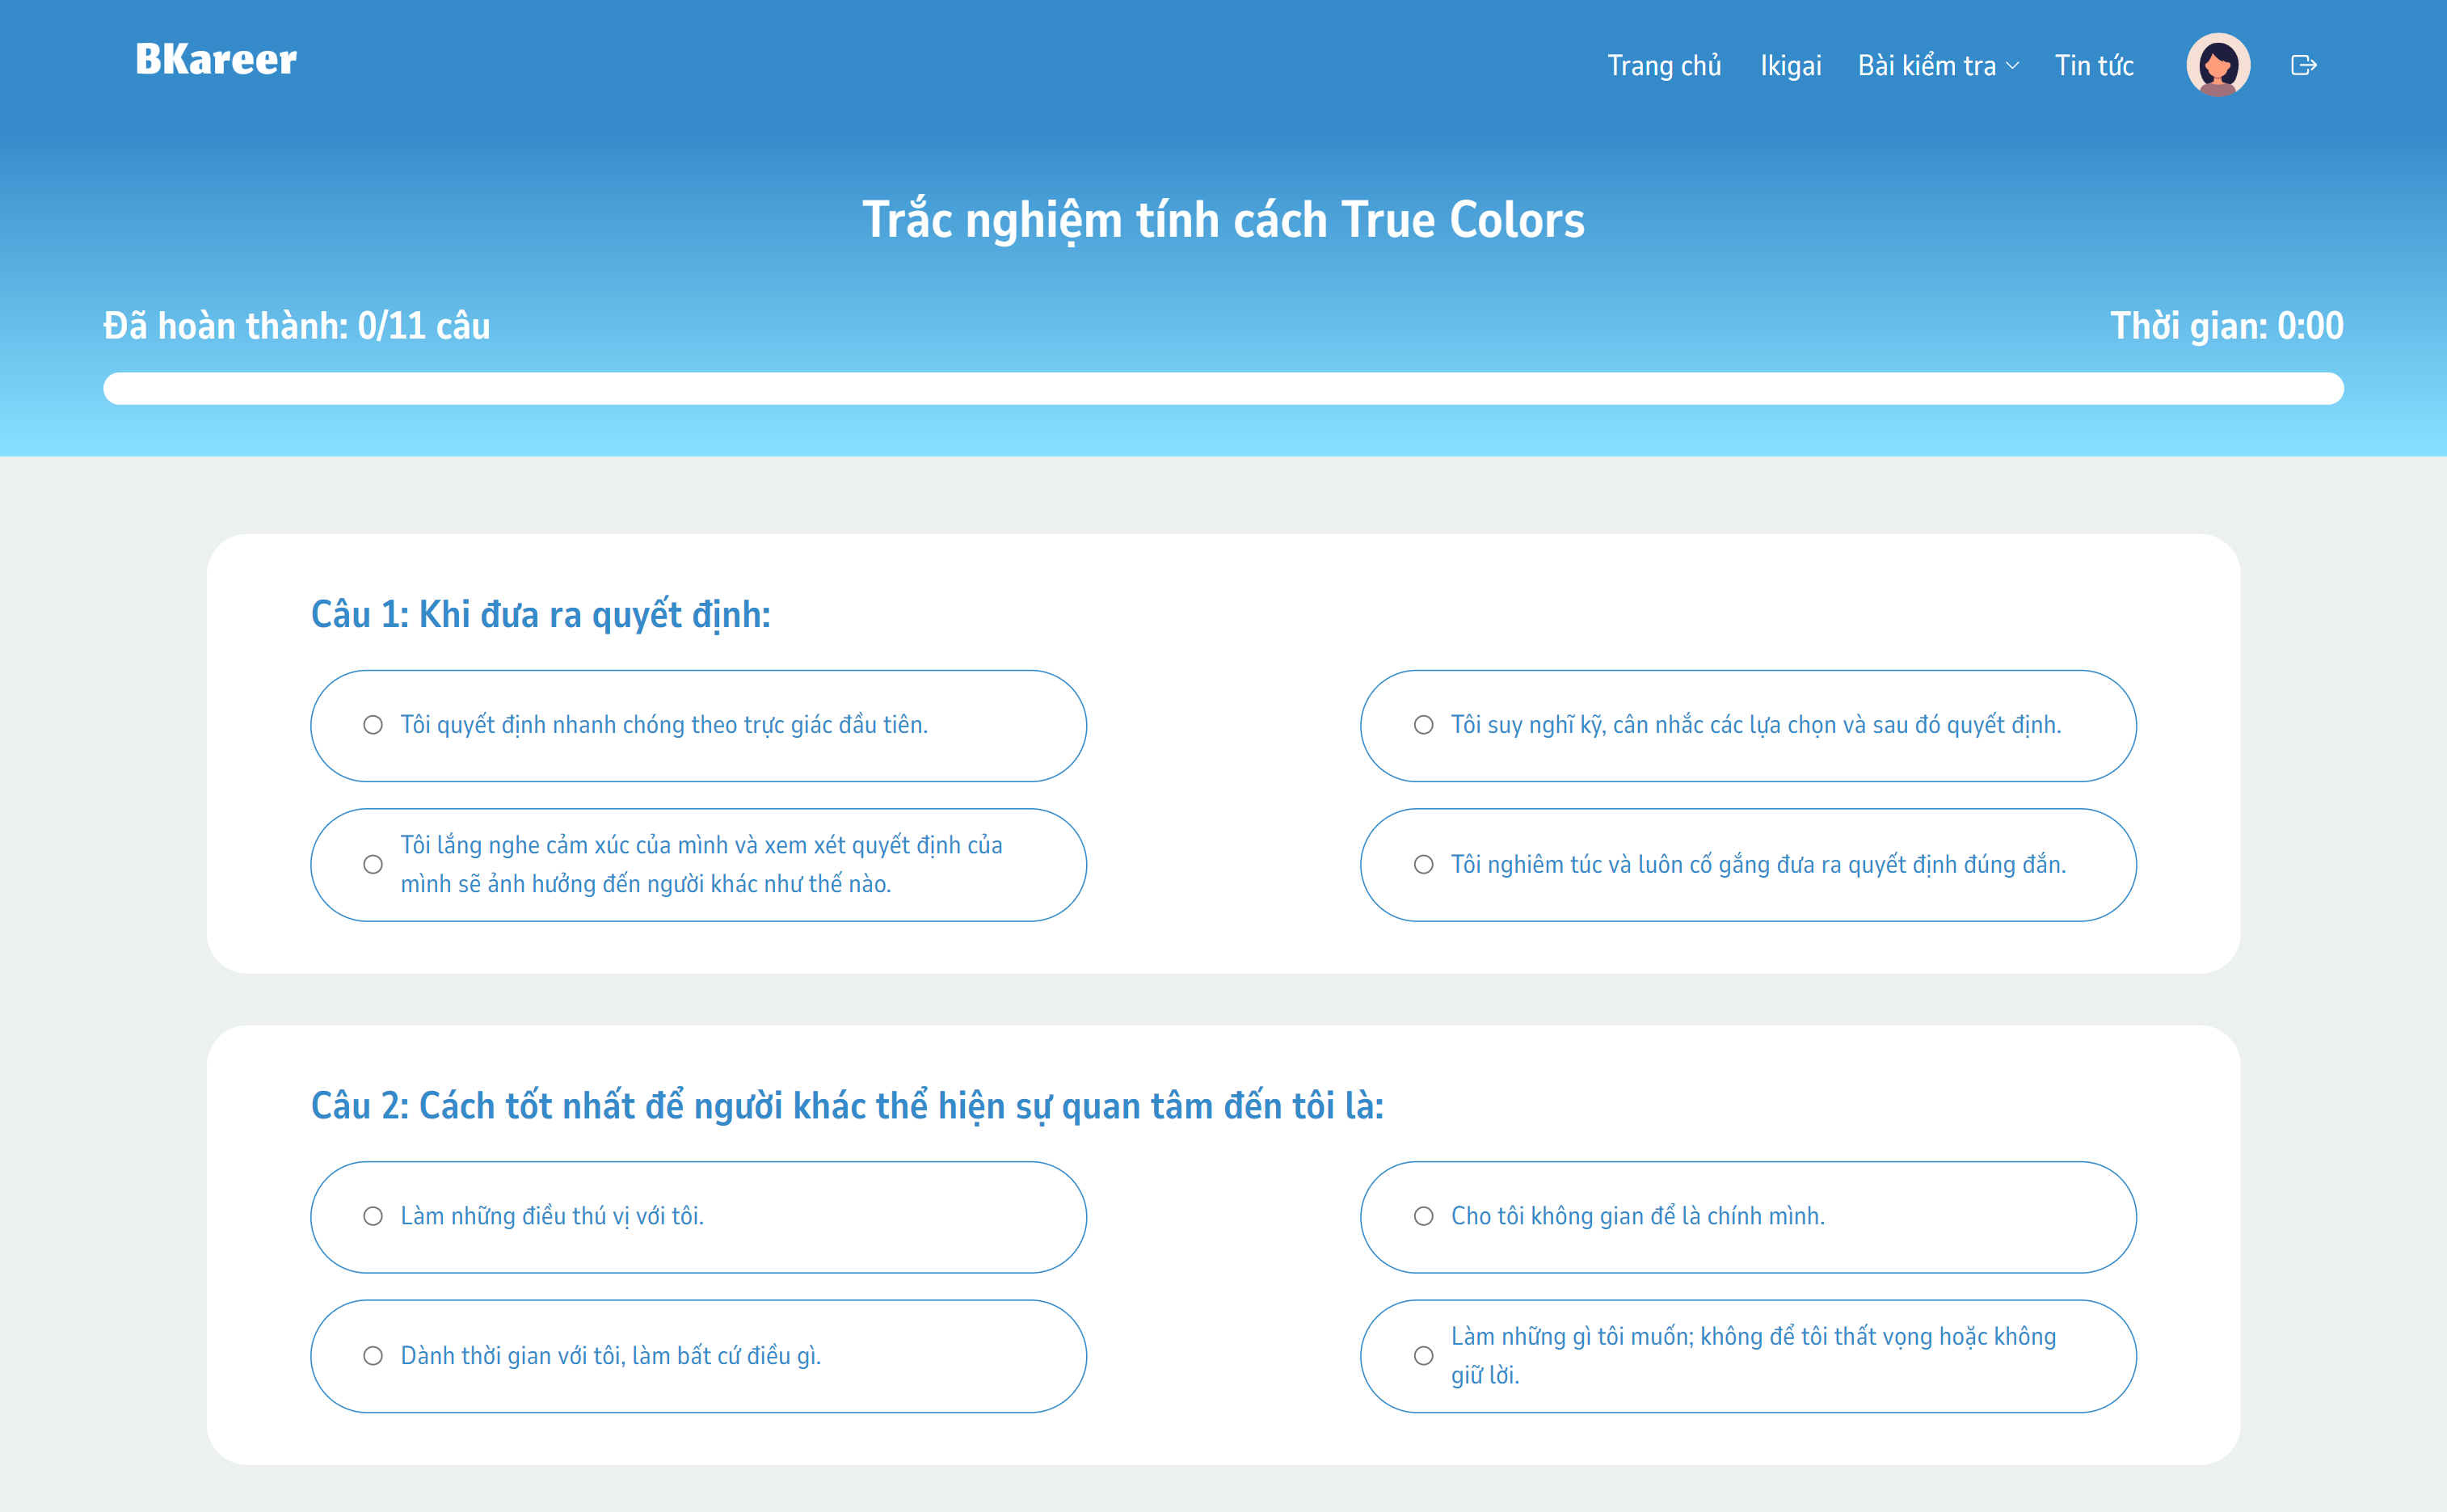 BKareer
Trang chủ
Ikigai
Bài kiểm tra
Tin tức
Trắc nghiệm tính cách True Colors
Đã hoàn thành: 0/11 câu
Thời gian: 0:00
Câu 1: Khi đưa ra quyết định:
Tôi quyết định nhanh chóng theo trực giác đầu tiên.
Tôi suy nghĩ kỹ, cân nhắc các lựa chọn và sau đó quyết định.
Tôi lắng nghe cảm xúc của mình và xem xét quyết định của
mình sẽ ảnh hưởng đến người khác như thế nào.
Tôi nghiêm túc và luôn cố gắng đưa ra quyết định đúng đắn.
Câu 2: Cách tốt nhất để người khác thể hiện sự quan tâm đến tôi là:
Làm những điều thú vị với tôi.
Cho tôi không gian để là chính mình.
Dành thời gian với tôi, làm bất cứ điều gì.
Làm những gì tôi muốn; không để tôi thất vọng hoặc không
giữ lời.